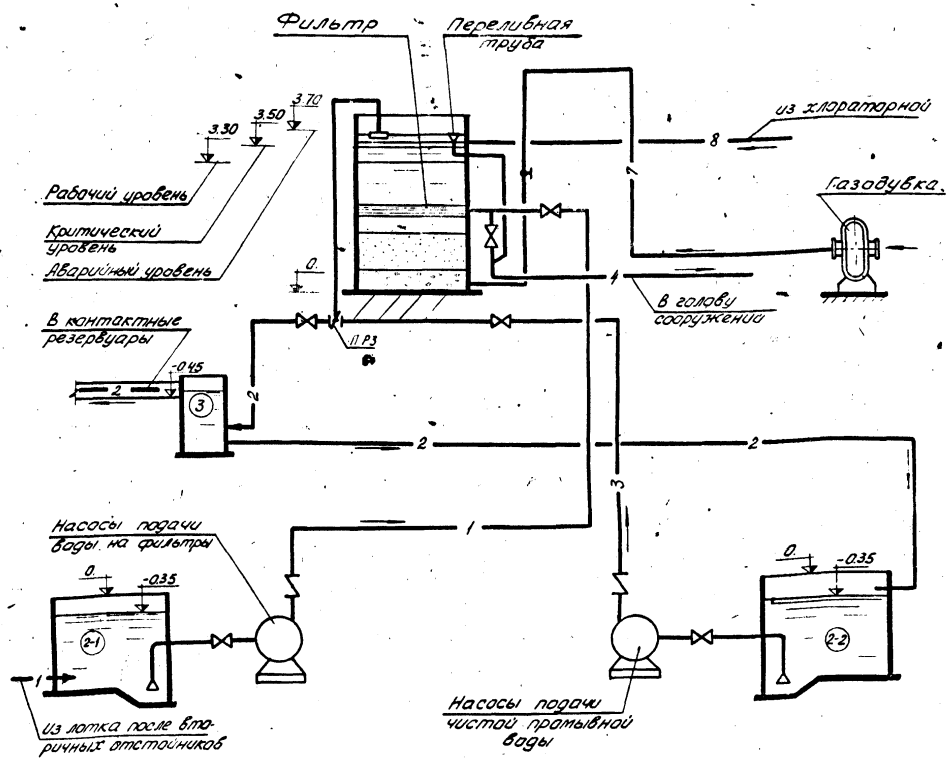 Фильтр
Переливная
труба
3.30
3.50
3.70
из хлораторной
8
7
Рабочий уровень
Критический
уровень
Аварийный уровень
Газодувка.
0.
4
В голову
сооружений
В контактные
резервуары
ПРЗ
-0.45
2
3
2
2
2
3
Насосы подачи
воды на фильтры
1
0.
-0.35
2-1
1
0.
-0.35
2-2
Насосы подачи
чистой промывной
воды
Из лотка после вто-
ричных отстойников